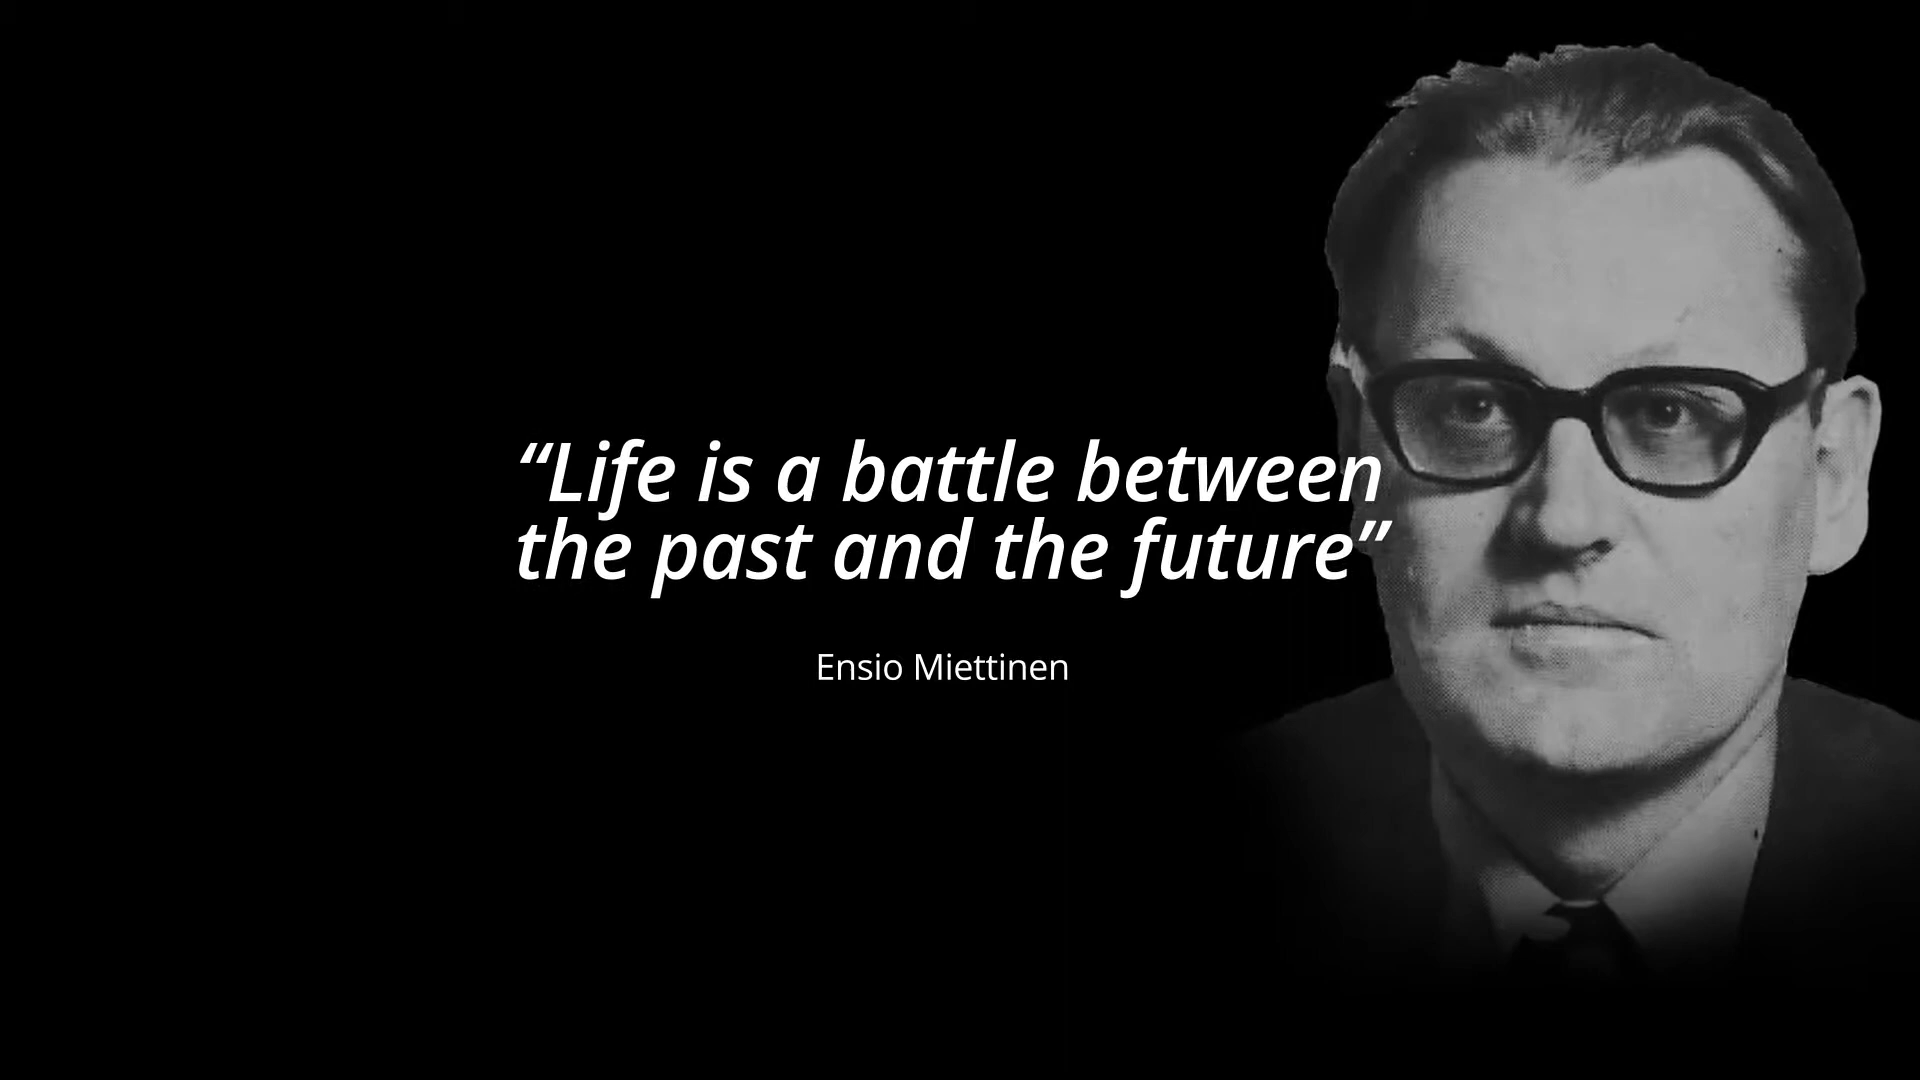 “Life is a battle between
the past and the future”
Ensio Miettinen